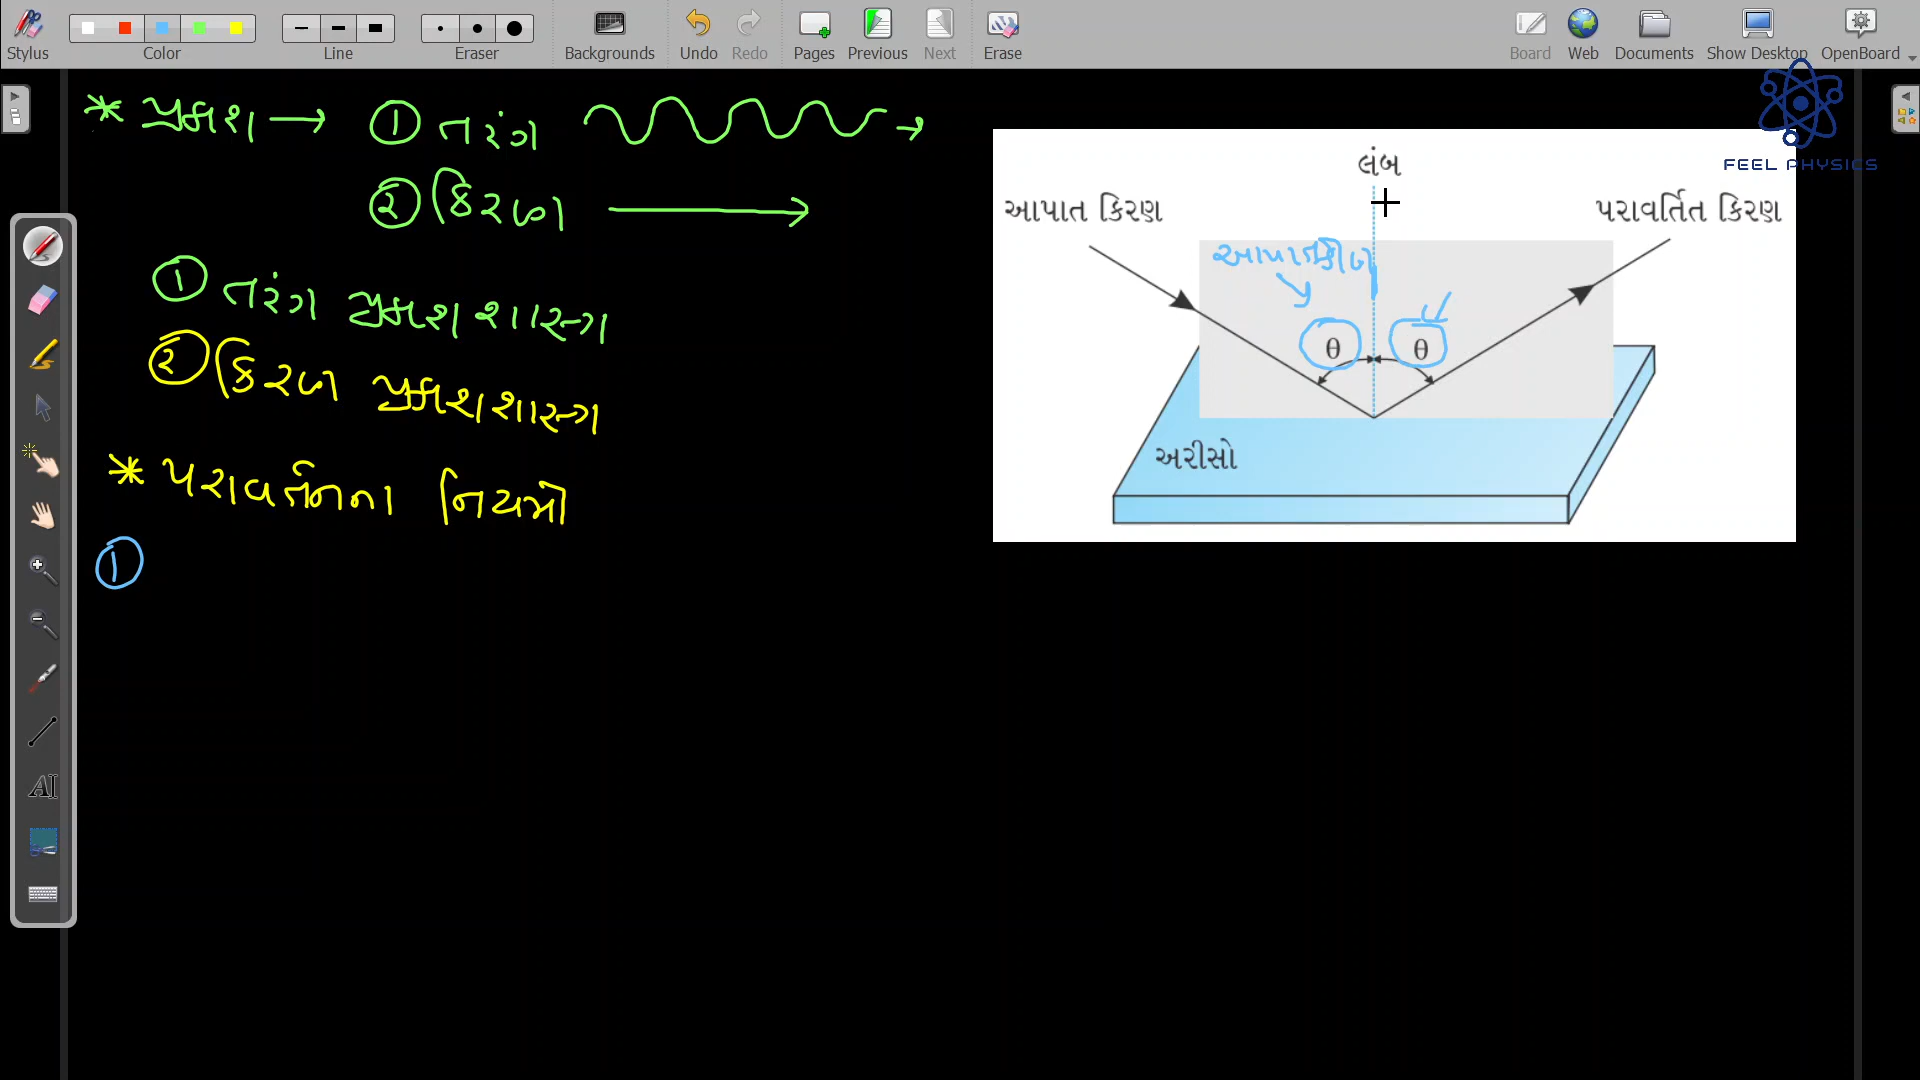 Stylus Color Line Eraser Backgrounds Undo Redo Pages Previous Next Erase Board Web Documents Show Desktop OpenBoard
* પ્રકાશ → ① તરંગ
② કિરણ
① તરંગ પ્રકાશશાસ્ત્ર
② કિરણ પ્રકાશશાસ્ત્ર
* પરાવર્તનના નિયમો
①
FEEL PHYSICS
લંબ
આપાત કિરણ પરાવર્તિત કિરણ
આપાતકોણ
θ θ
અરીસો